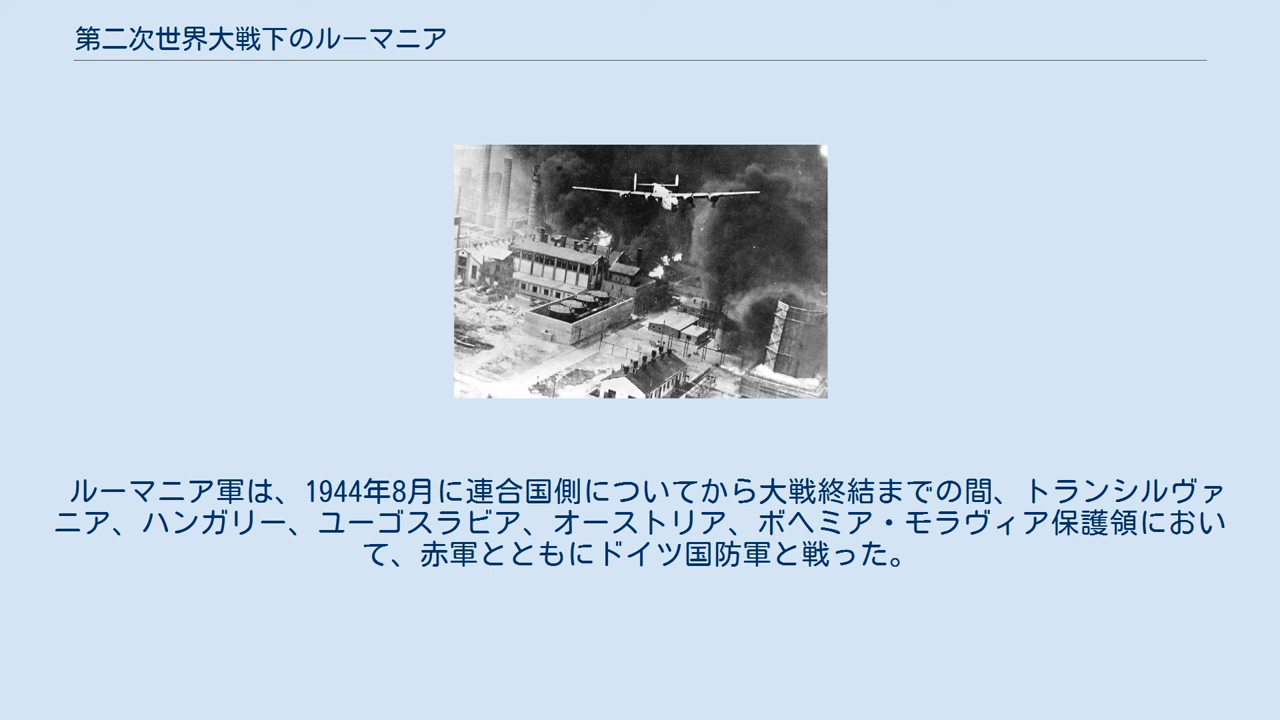 第二次世界大戦下のルーマニア
ルーマニア軍は、1944年8月に連合国側についてから大戦終結までの間、トランシルヴァ
ニア、ハンガリー、ユーゴスラビア、オーストリア、ボヘミア・モラヴィア保護領におい
て、赤軍とともにドイツ国防軍と戦った。